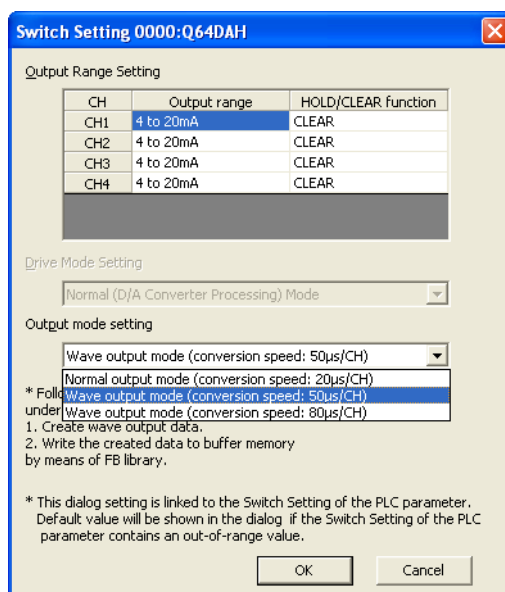 Switch Setting 0000:Q64DAH
Output Range Setting
CH Output range HOLD/CLEAR function
CH1 4 to 20mA CLEAR
CH2 4 to 20mA CLEAR
CH3 4 to 20mA CLEAR
CH4 4 to 20mA CLEAR
Drive Mode Setting
Normal (D/A Converter Processing) Mode
Output mode setting
Wave output mode (conversion speed: 50μs/CH)
Normal output mode (conversion speed: 20μs/CH)
* Follo
Wave output mode (conversion speed: 50μs/CH)
under
Wave output mode (conversion speed: 80μs/CH)
1. Create wave output data.
2. Write the created data to buffer memory
by means of FB library.
* This dialog setting is linked to the Switch Setting of the PLC parameter.
Default value will be shown in the dialog if the Switch Setting of the PLC
parameter contains an out-of-range value.
OK Cancel